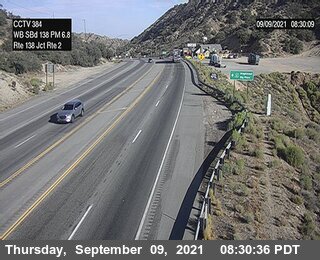 CCTV 384
WB SBd 138 PM 6.8
Rte 138 Jct Rte 2
09/09/2021 08:30:09
Thursday, September 09, 2021 08:30:36 PDT